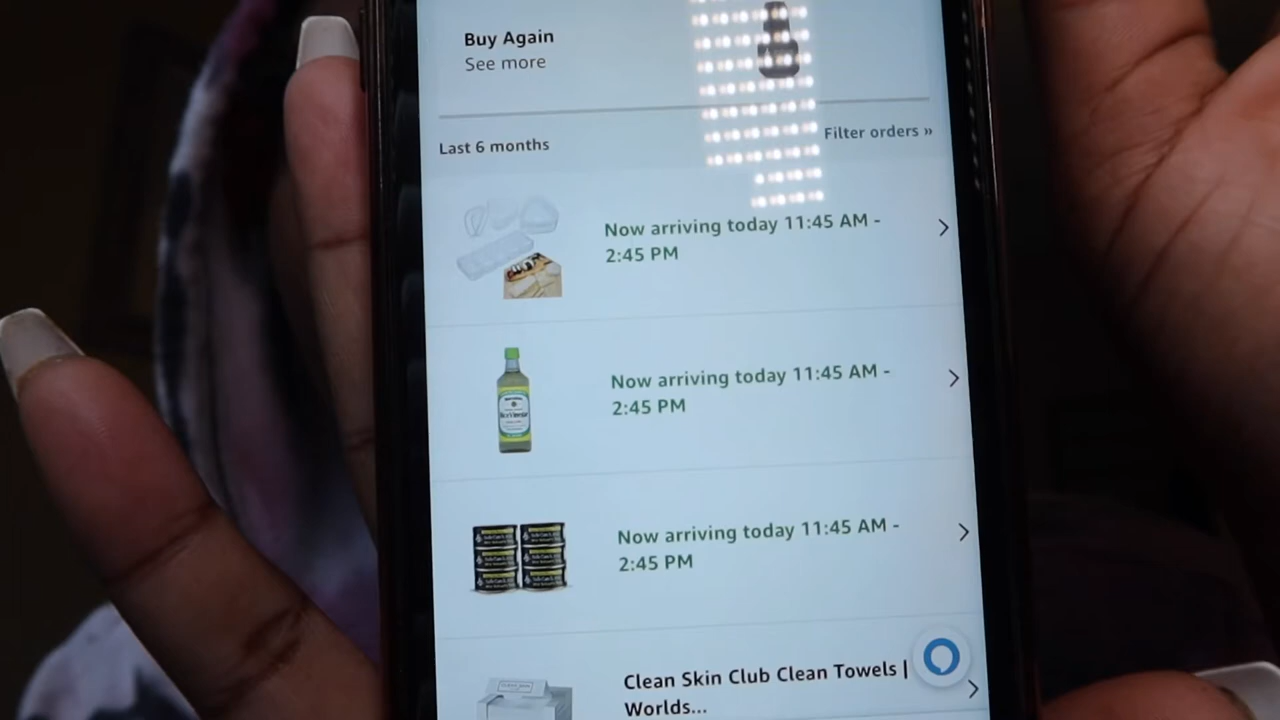 Buy Again
See more
Last 6 months
Filter orders »
Now arriving today 11:45 AM -
2:45 PM
Now arriving today 11:45 AM -
2:45 PM
Now arriving today 11:45 AM -
2:45 PM
Clean Skin Club Clean Towels |
Worlds...